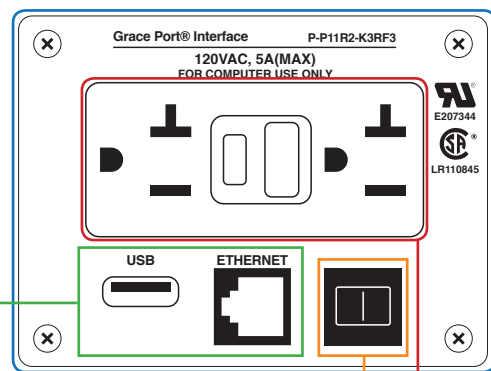 Grace Port® Interface P-P11R2-K3RF3
120VAC, 5A(MAX)
FOR COMPUTER USE ONLY
E207344
LR110845
USB ETHERNET